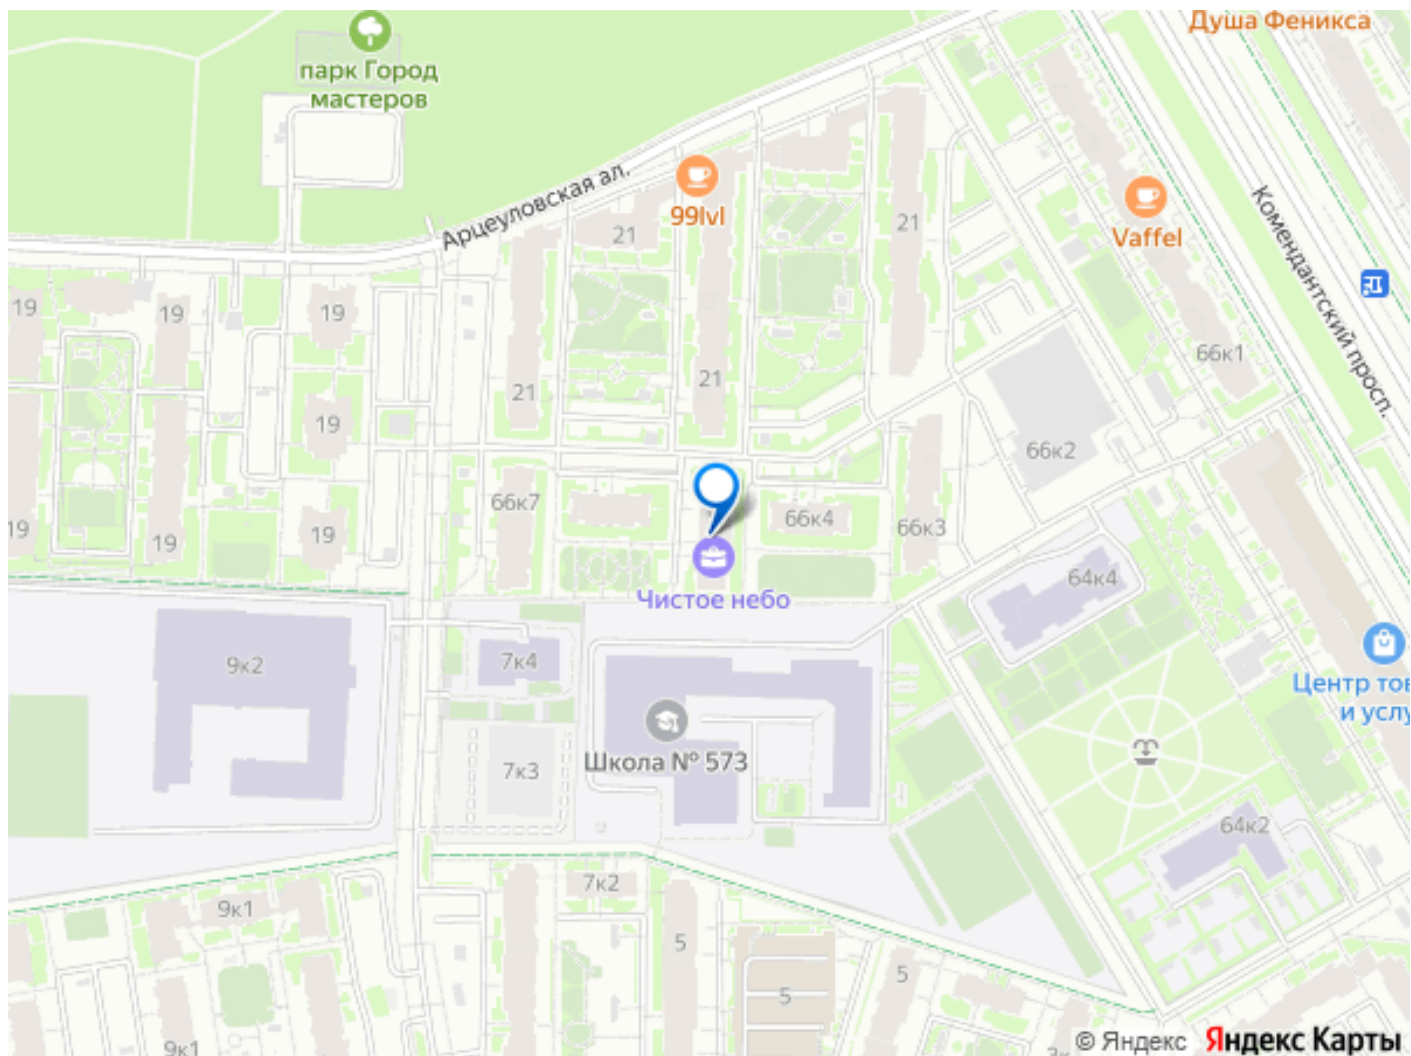 Душа Феникса
парк Город
мастеров
Арцеуловская ал.
99lvl
Vaffel
Комендантский просп.
21
21
19
19
19
66к1
21
21
19
66к2
66к7
66к4
66к3
19
19
19
Чистое небо
64к4
9к2
7к4
Центр тов
и услу
Школа № 573
7к3
64к2
7к2
9к1
5
5
5
9к1
© Яндекс Яндекс Карты